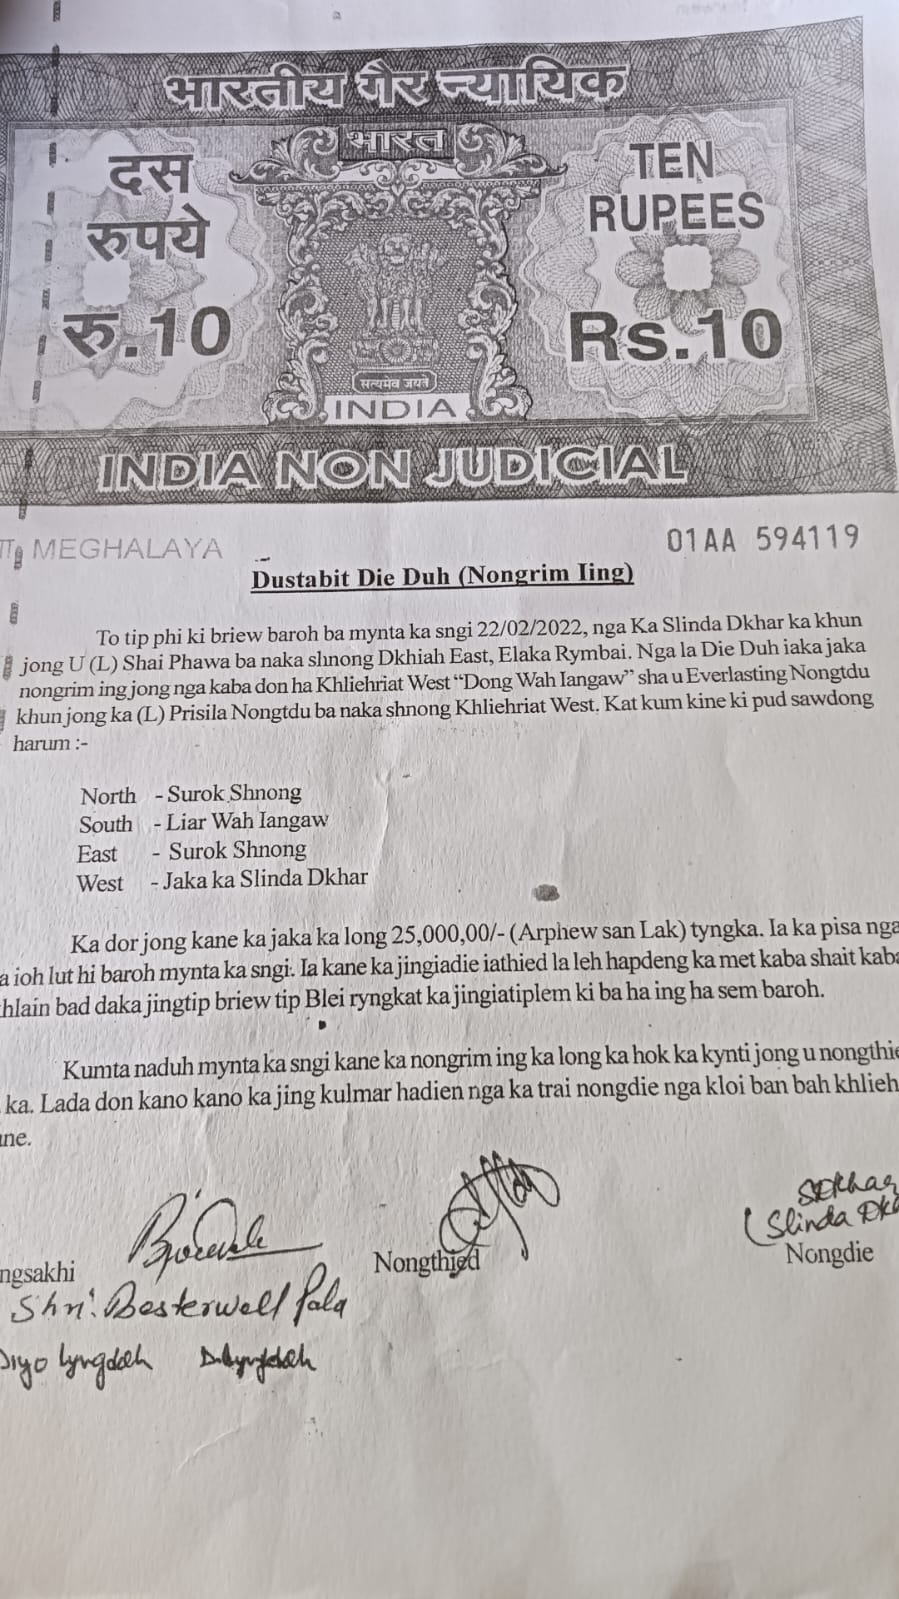 भारतीय गैर न्यायिक
भारत
दस
रुपये
रु.10
TEN
RUPEES
Rs.10
सत्यमेव जयते
INDIA
INDIA NON JUDICIAL
MEGHALAYA
01AA 594119
Dustabit Die Duh (Nongrim Iing)
To tip phi ki briew baroh ba mynta ka sngi 22/02/2022, nga Ka Slinda Dkhar ka khun
jong U (L) Shai Phawa ba naka shnong Dkhiah East, Elaka Rymbai. Nga la Die Duh iaka jaka
nongrim ing jong nga kaba don ha Khliehriat West “Dong Wah Iangaw” sha u Everlasting Nongtdu
khun jong ka (L) Prisila Nongtdu ba naka shnong Khliehriat West. Kat kum kine ki pud sawdong
harum :-
North - Surok Shnong
South - Liar Wah Iangaw
East - Surok Shnong
West - Jaka ka Slinda Dkhar
Ka dor jong kane ka jaka ka long 25,000,00/- (Arphew san Lak) tyngka. Ia ka pisa nga
a ioh lut hi baroh mynta ka sngi. Ia kane ka jingiadie iathied la leh hapdeng ka met kaba shait kaba
hlain bad daka jingtip briew tip Blei ryngkat ka jingiatiplem ki ba ha ing ha sem baroh.
Kumta naduh mynta ka sngi kane ka nongrim ing ka long ka hok ka kynti jong u nongthie
ka. Lada don kano kano ka jing kulmar hadien nga ka trai nongdie nga kloi ban bah khlieh
ne.
SDkhar
(Slinda Dk
ngsakhi Nongthied Nongdie
Shri. Besterwell Pala
Diyo Lyngdoh